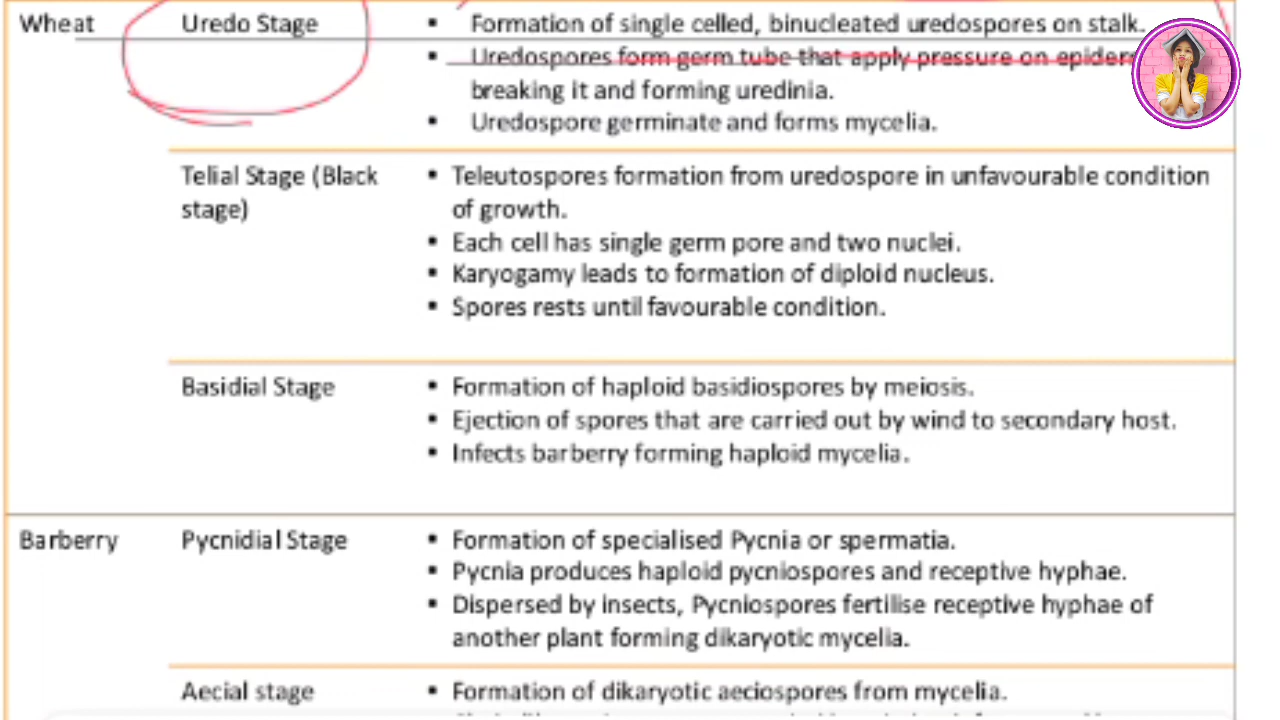 Wheat
Uredo Stage
▪ Formation of single celled, binucleated uredospores on stalk.
▪ Uredospores form germ tube that apply pressure on
breaking it and forming uredinia.
▪ Uredospore germinate and forms mycelia.
Telial Stage (Black
stage)
▪ Teleutospores formation from uredospore in unfavourable condition
of growth.
▪ Each cell has single germ pore and two nuclei.
▪ Karyogamy leads to formation of diploid nucleus.
▪ Spores rests until favourable condition.
Basidial Stage
▪ Formation of haploid basidiospores by meiosis.
▪ Ejection of spores that are carried out by wind to secondary host.
▪ Infects barberry forming haploid mycelia.
Barberry
Pycnidial Stage
▪ Formation of specialised Pycnia or spermatia.
▪ Pycnia produces haploid pycniospores and receptive hyphae.
▪ Dispersed by insects, Pycniospores fertilise receptive hyphae of
another plant forming dikaryotic mycelia.
Aecial stage
▪ Formation of dikaryotic aeciospores from mycelia.